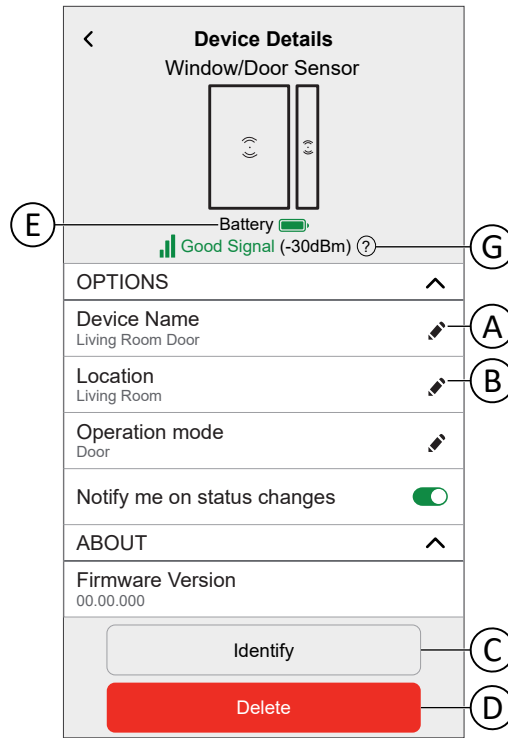 Device Details
Window/Door Sensor
E
Battery
Good Signal (-30dBm) ?
G
OPTIONS
Device Name
Living Room Door
A
Location
Living Room
B
Operation mode
Door
Notify me on status changes
ABOUT
Firmware Version
00.00.000
Identify
C
Delete
D